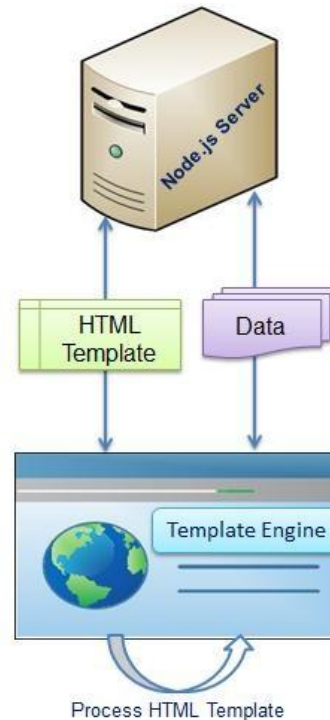 Node.js Server
HTML
Template
Data
Template Engine
Process HTML Template